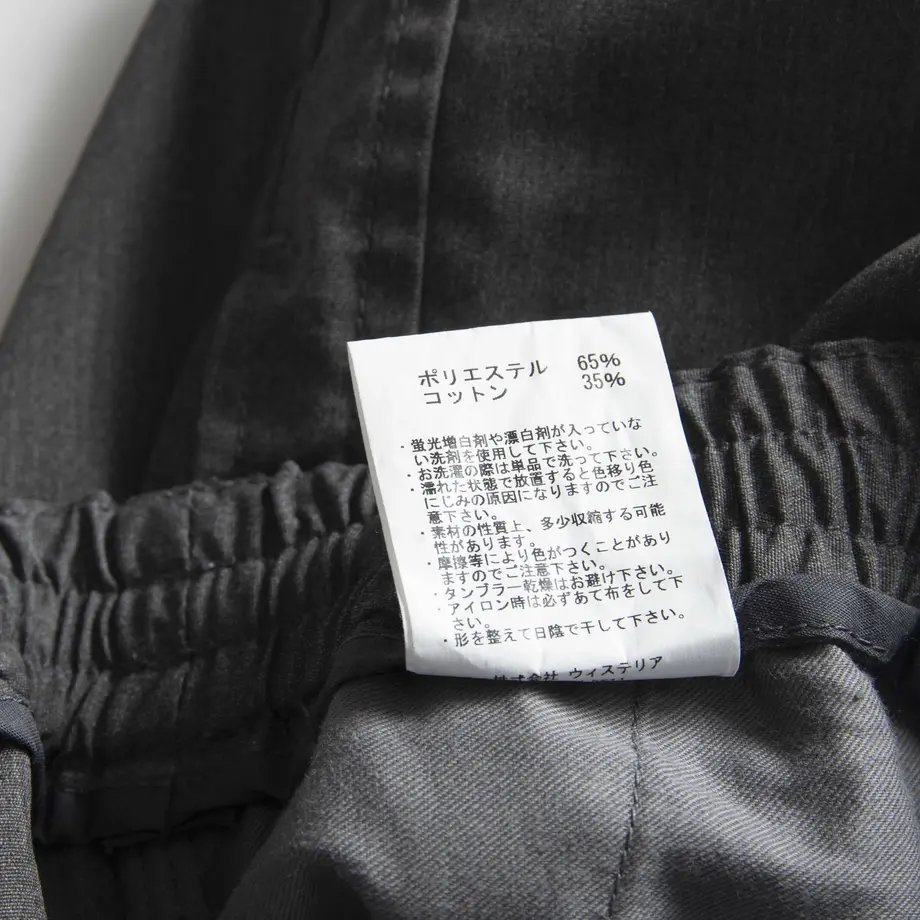 ポリエステル 65%
コットン 35%
・蛍光増白剤や漂白剤が入っていな
い洗剤を使用して下さい。
・お洗濯の際は単品で洗って下さい。
・濡れた状態で放置すると色移り色
にじみの原因になりますのでご注
意下さい。
・素材の性質上、多少収縮する可能
性があります。
・摩擦等により色がつくことがあり
ますのでご注意下さい。
・タンブラー乾燥はお避け下さい。
・アイロン時は必ずあて布をして下
さい。
・形を整えて日陰で干して下さい。
株式会社 ウィステリア